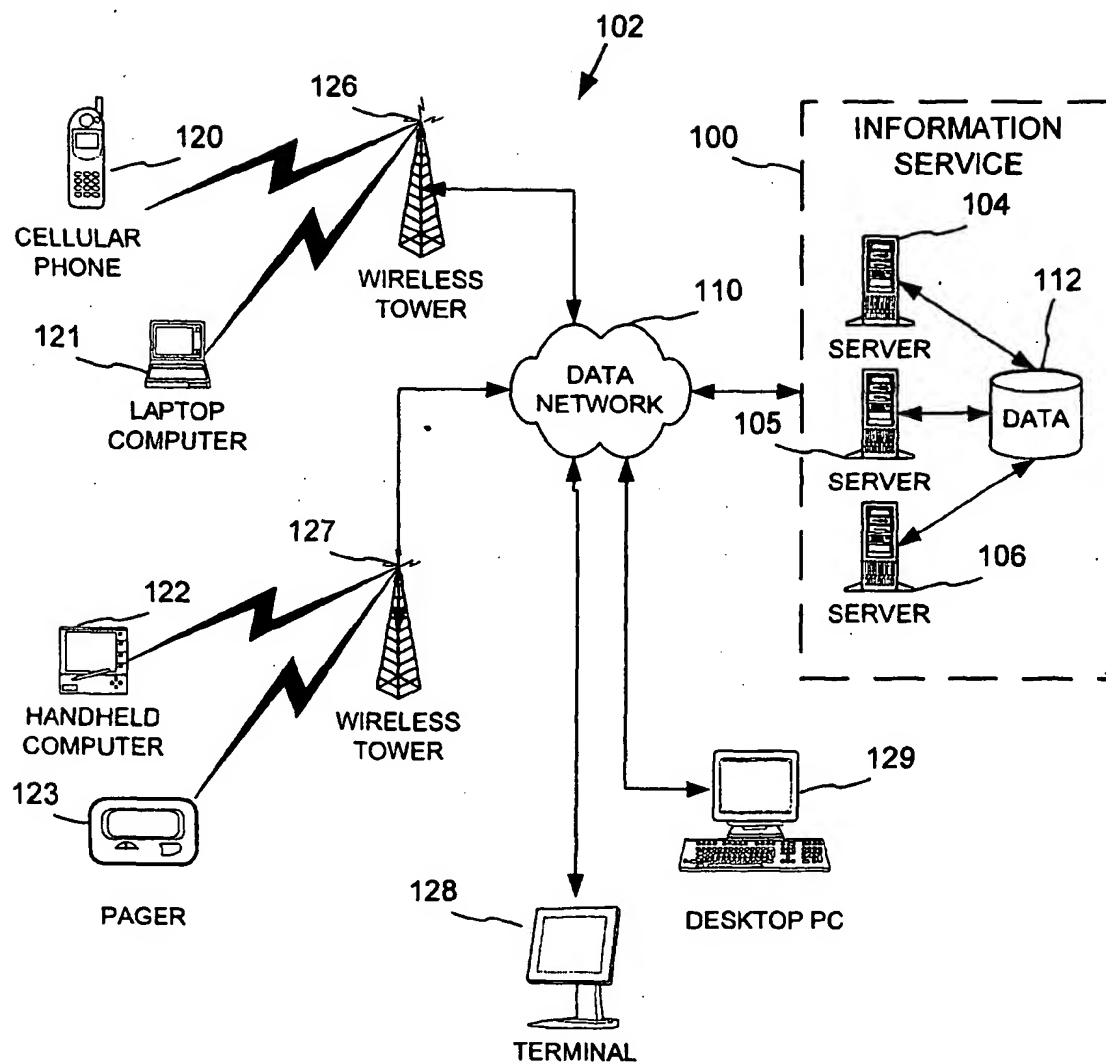 102
126
120
CELLULAR
PHONE
WIRELESS
TOWER
121
LAPTOP
COMPUTER
100
INFORMATION
SERVICE
104
SERVER
112
DATA
105
SERVER
106
SERVER
110
DATA
NETWORK
127
122
HANDHELD
COMPUTER
WIRELESS
TOWER
123
PAGER
128
TERMINAL
129
DESKTOP PC